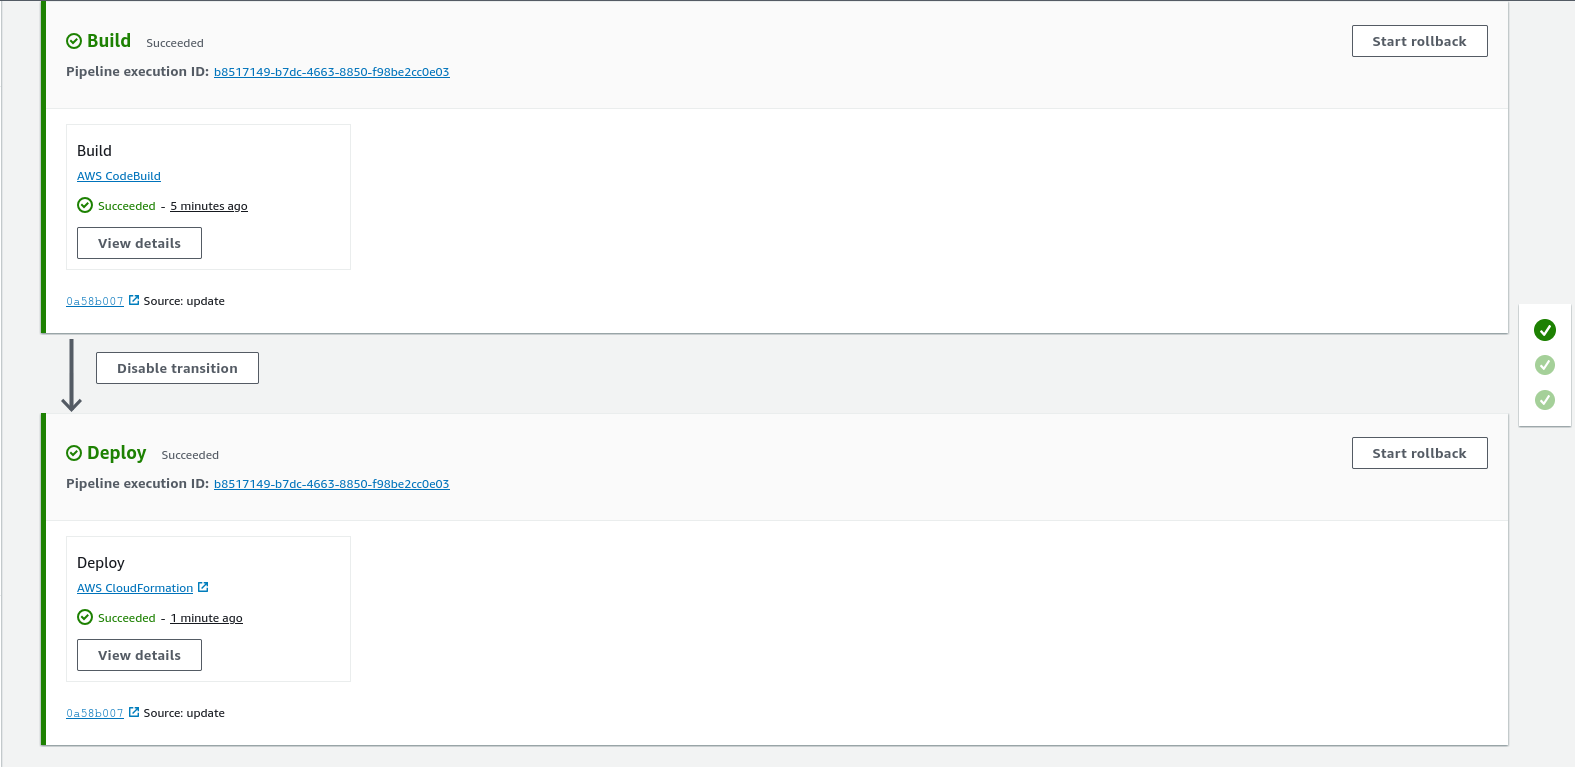 Build Succeeded
Start rollback
Pipeline execution ID: b8517149-b7dc-4663-8850-f98be2cc0e03
Build
AWS CodeBuild
Succeeded - 5 minutes ago
View details
0a58b007 Source: update
Disable transition
Deploy Succeeded
Start rollback
Pipeline execution ID: b8517149-b7dc-4663-8850-f98be2cc0e03
Deploy
AWS CloudFormation
Succeeded - 1 minute ago
View details
0a58b007 Source: update